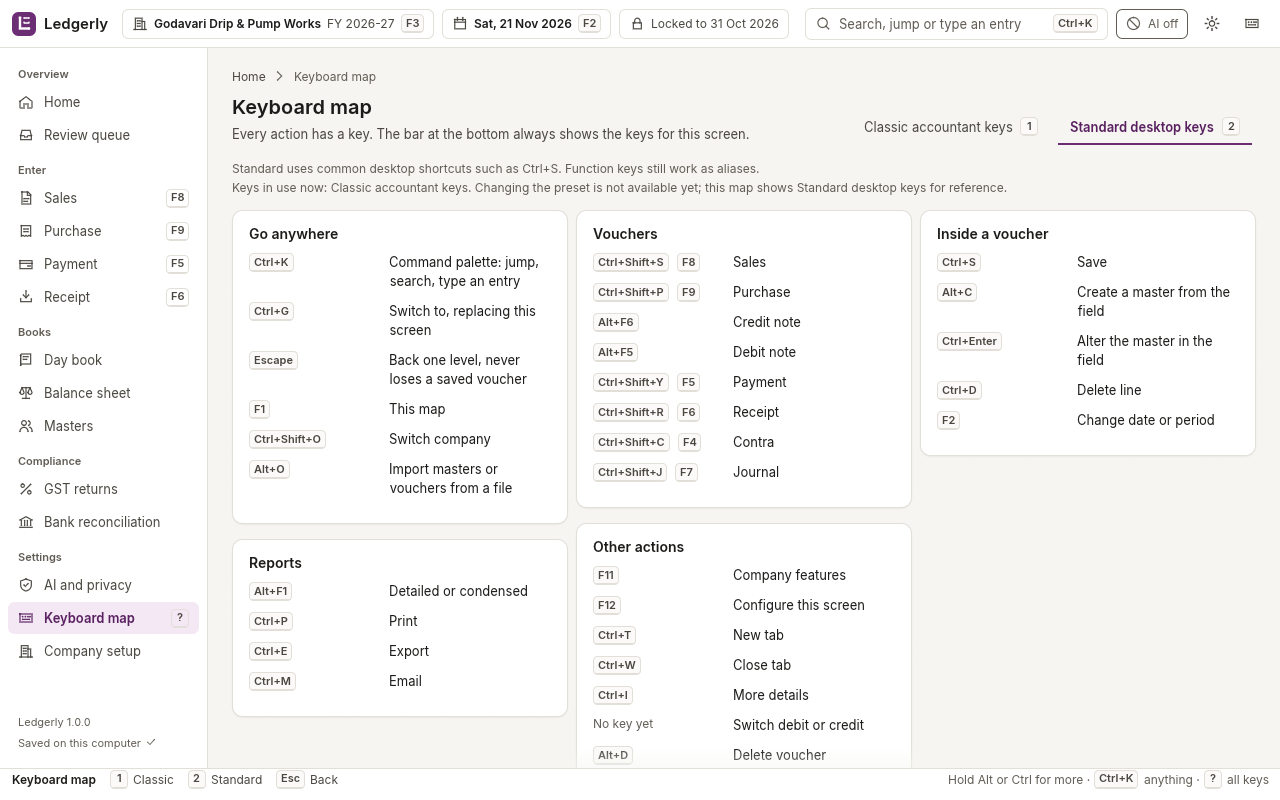 Ledgerly
Godavari Drip & Pump Works FY 2026-27 F3
Sat, 21 Nov 2026 F2
Locked to 31 Oct 2026
Search, jump or type an entry Ctrl+K
AI off
Overview
Home
Review queue
Enter
Sales F8
Purchase F9
Payment F5
Receipt F6
Books
Day book
Balance sheet
Masters
Compliance
GST returns
Bank reconciliation
Settings
AI and privacy
Keyboard map ?
Company setup
Ledgerly 1.0.0
Saved on this computer
Home > Keyboard map
Keyboard map
Every action has a key. The bar at the bottom always shows the keys for this screen.
Classic accountant keys 1
Standard desktop keys 2
Standard uses common desktop shortcuts such as Ctrl+S. Function keys still work as aliases.
Keys in use now: Classic accountant keys. Changing the preset is not available yet; this map shows Standard desktop keys for reference.
Go anywhere
Ctrl+K Command palette: jump,
search, type an entry
Ctrl+G Switch to, replacing this
screen
Escape Back one level, never
loses a saved voucher
F1 This map
Ctrl+Shift+O Switch company
Alt+O Import masters or
vouchers from a file
Reports
Alt+F1 Detailed or condensed
Ctrl+P Print
Ctrl+E Export
Ctrl+M Email
Vouchers
Ctrl+Shift+S F8 Sales
Ctrl+Shift+P F9 Purchase
Alt+F6 Credit note
Alt+F5 Debit note
Ctrl+Shift+Y F5 Payment
Ctrl+Shift+R F6 Receipt
Ctrl+Shift+C F4 Contra
Ctrl+Shift+J F7 Journal
Other actions
F11 Company features
F12 Configure this screen
Ctrl+T New tab
Ctrl+W Close tab
Ctrl+I More details
No key yet Switch debit or credit
Alt+D Delete voucher
Inside a voucher
Ctrl+S Save
Alt+C Create a master from the
field
Ctrl+Enter Alter the master in the
field
Ctrl+D Delete line
F2 Change date or period
Keyboard map 1 Classic 2 Standard Esc Back
Hold Alt or Ctrl for more · Ctrl+K anything · ? all keys